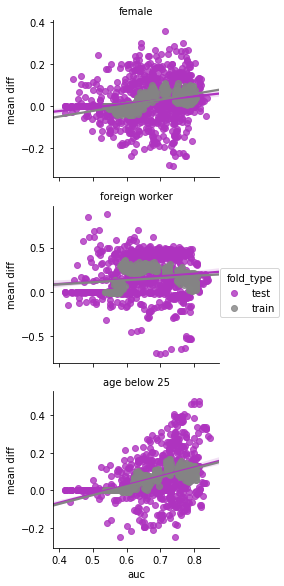 female
0.4
0.2
0.0
−0.2
mean diff
foreign worker
0.5
0.0
−0.5
mean diff
fold_type
test
train
age below 25
0.4
0.2
0.0
−0.2
mean diff
0.4 0.5 0.6 0.7 0.8
auc